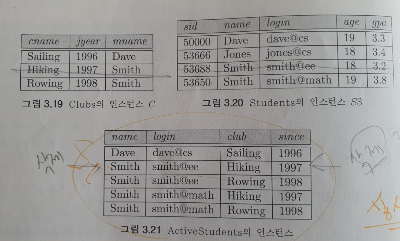 cname jyear mname
Sailing 1996 Dave
Hiking 1997 Smith
Rowing 1998 Smith
그림 3.19 Clubs의 인스턴스 C
sid name login age gpa
50000 Dave dave@cs 19 3.3
53666 Jones jones@cs 18 3.4
53688 Smith smith@ee 18 3.2
53650 Smith smith@math 19 3.8
그림 3.20 Students의 인스턴스 S3
name login club since
Dave dave@cs Sailing 1996
Smith smith@ee Hiking 1997
Smith smith@ee Rowing 1998
Smith smith@math Hiking 1997
Smith smith@math Rowing 1998
그림 3.21 ActiveStudents의 인스턴스
삭제
삭제